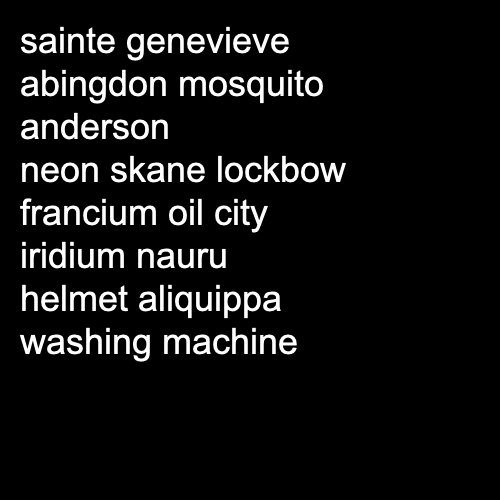 sainte genevieve
abingdon mosquito
anderson
neon skane lockbow
francium oil city
iridium nauru
helmet aliquippa
washing machine